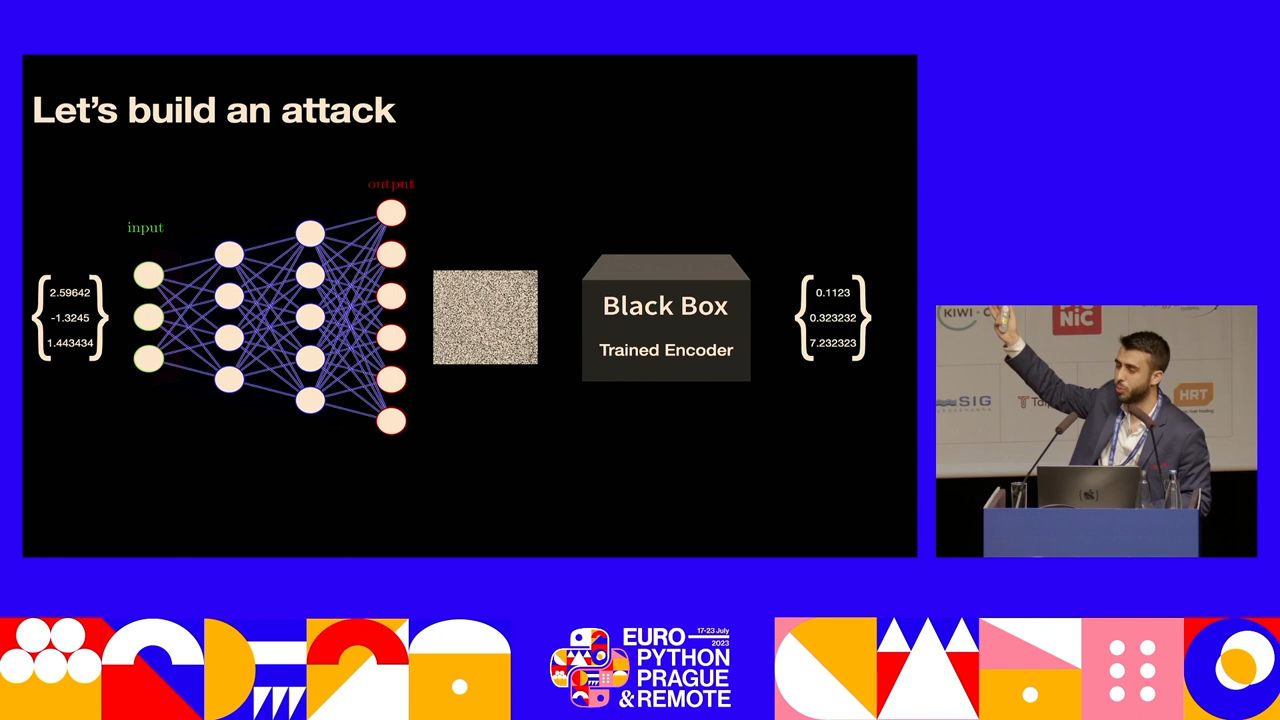 Let's build an attack
output
input
2.59642
-1.3245
1.443434
Black Box
Trained Encoder
0.1123
0.323232
7.232323
KIWI
NiC
SIG
HRT
EURO
17-23 July
2023
PYTHON
PRAGUE
& REMOTE